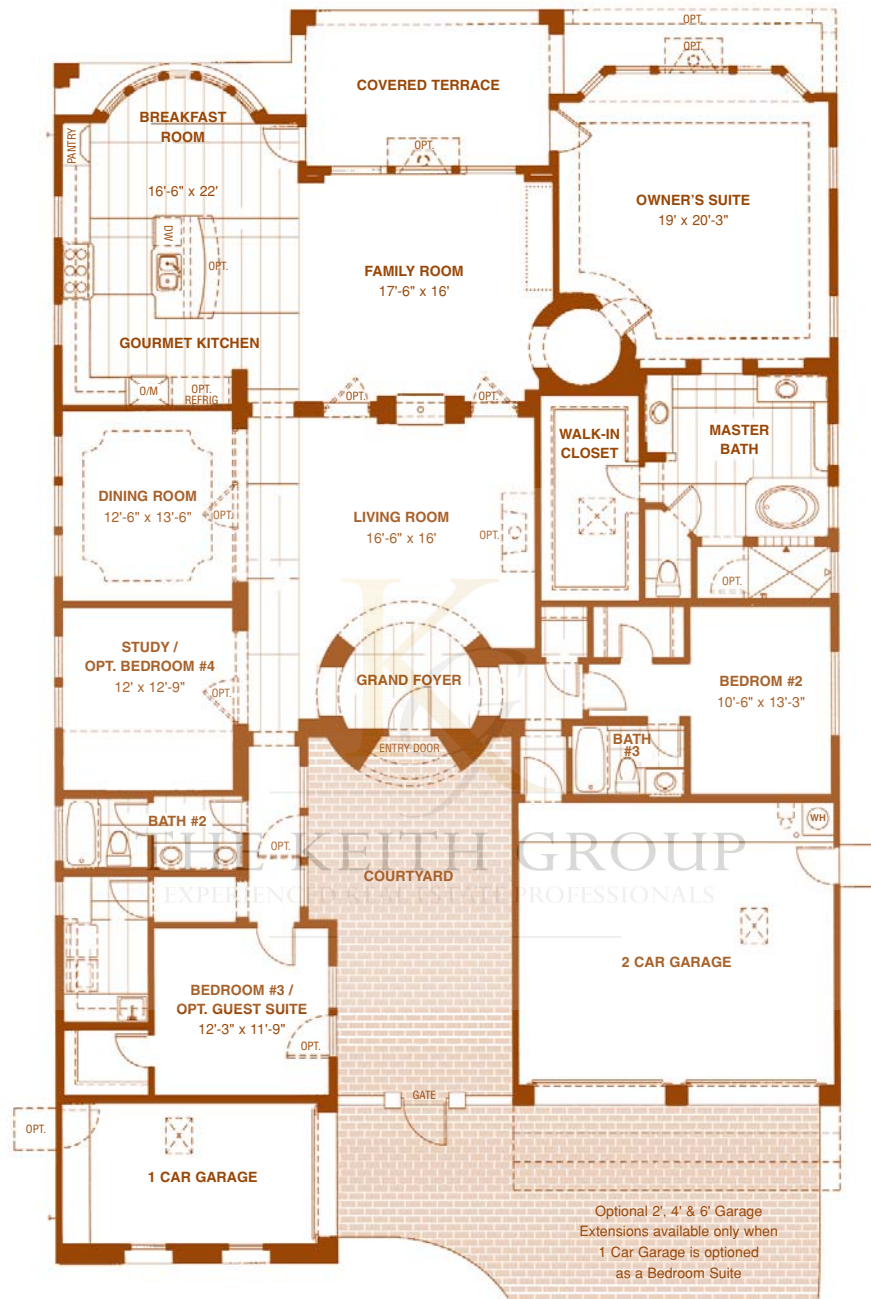 OPT.
OPT.
COVERED TERRACE
BREAKFAST
ROOM
PANTRY
OPT.
16'-6" x 22'
OWNER'S SUITE
19' x 20'-3"
DW
OPT.
FAMILY ROOM
17'-6" x 16'
GOURMET KITCHEN
O/M
OPT.
REFRIG
OPT.
OPT.
WALK-IN
CLOSET
MASTER
BATH
DINING ROOM
12'-6" x 13'-6"
OPT.
LIVING ROOM
16'-6" x 16'
OPT.
OPT.
STUDY /
OPT. BEDROOM #4
12' x 12'-9"
OPT.
GRAND FOYER
BEDROM #2
10'-6" x 13'-3"
ENTRY DOOR
BATH
#3
BATH #2
OPT.
WH
K
G
THE KEITH GROUP
EXPERIENCED REAL ESTATE PROFESSIONALS
COURTYARD
2 CAR GARAGE
BEDROOM #3 /
OPT. GUEST SUITE
12'-3" x 11'-9"
OPT.
GATE
OPT.
1 CAR GARAGE
Optional 2', 4' & 6' Garage
Extensions available only when
1 Car Garage is optioned
as a Bedroom Suite